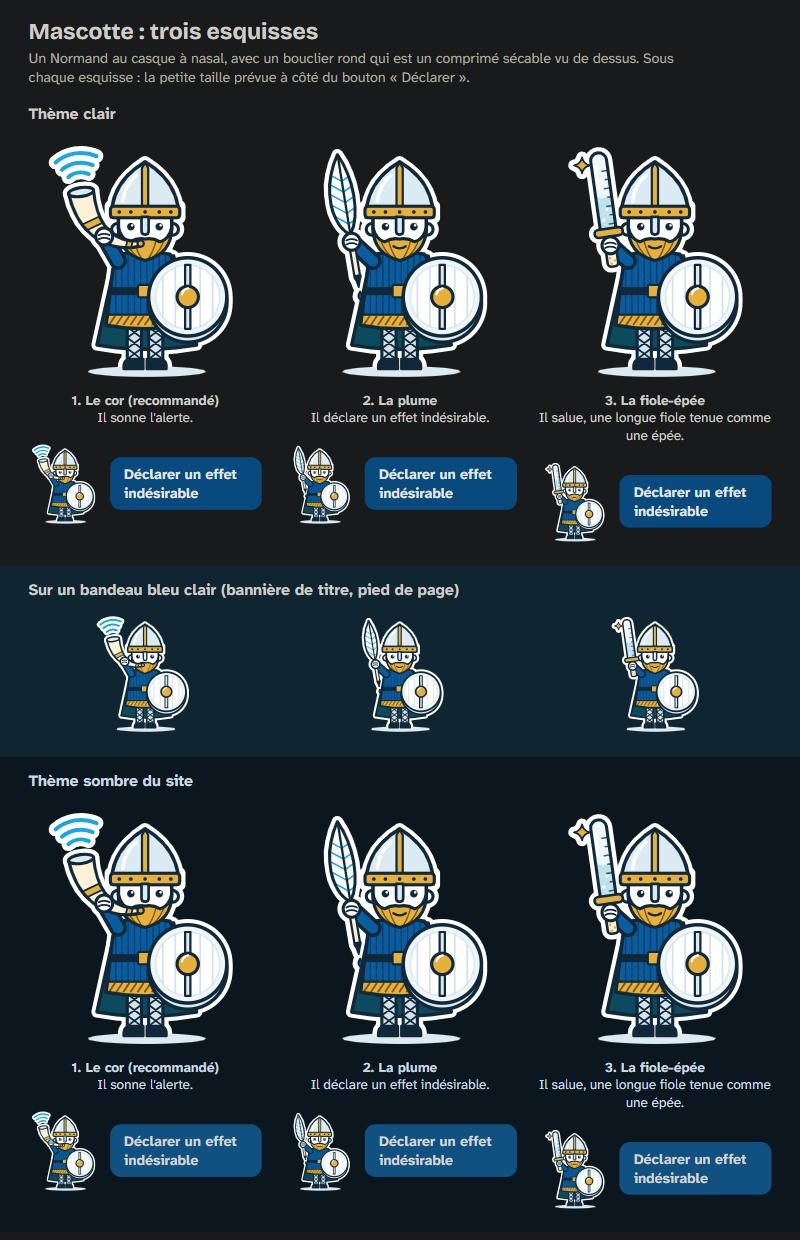 Mascotte : trois esquisses
Un Normand au casque à nasal, avec un bouclier rond qui est un comprimé sécable vu de dessus. Sous
chaque esquisse : la petite taille prévue à côté du bouton « Déclarer ».
Thème clair
1. Le cor (recommandé)
Il sonne l'alerte.
2. La plume
Il déclare un effet indésirable.
3. La fiole-épée
Il salue, une longue fiole tenue comme
une épée.
Déclarer un effet
indésirable
Déclarer un effet
indésirable
Déclarer un effet
indésirable
Sur un bandeau bleu clair (bannière de titre, pied de page)
Thème sombre du site
1. Le cor (recommandé)
Il sonne l'alerte.
2. La plume
Il déclare un effet indésirable.
3. La fiole-épée
Il salue, une longue fiole tenue comme
une épée.
Déclarer un effet
indésirable
Déclarer un effet
indésirable
Déclarer un effet
indésirable